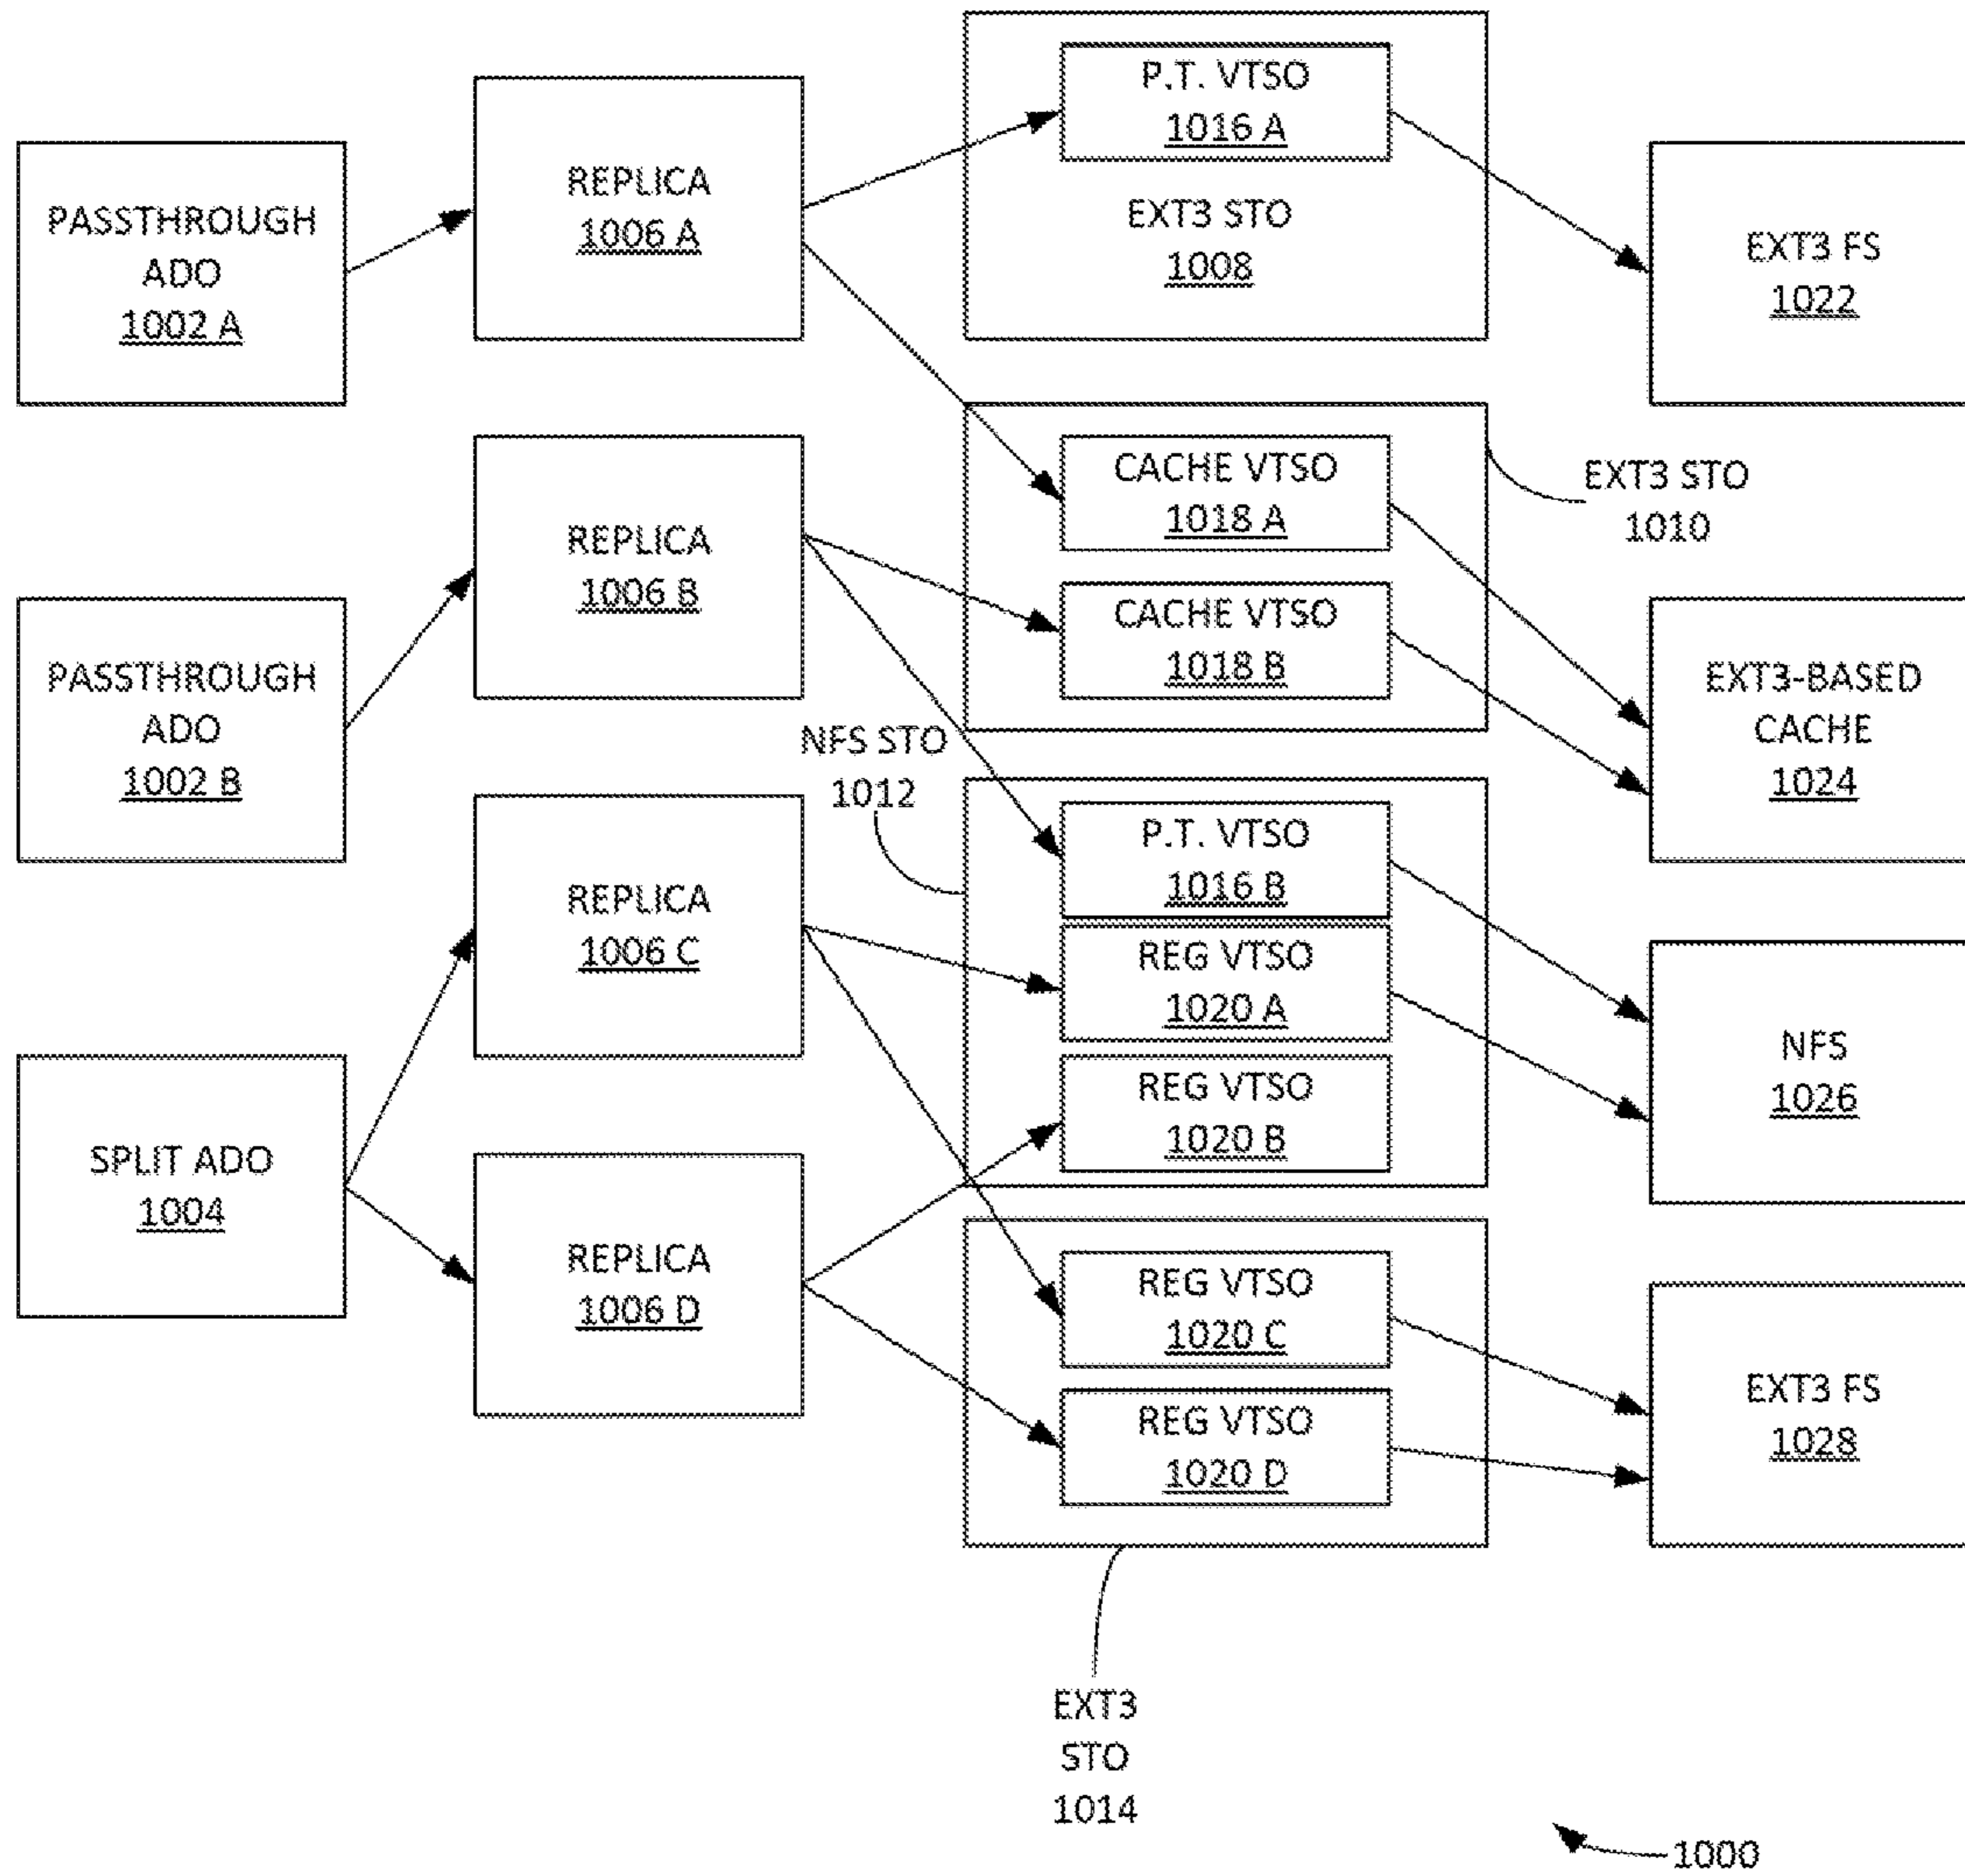 PASSTHROUGH
ADO
1002 A
REPLICA
1006 A
P.T. VTSO
1016 A
EXT3 STO
1008
EXT3 FS
1022
PASSTHROUGH
ADO
1002 B
REPLICA
1006 B
CACHE VTSO
1018 A
CACHE VTSO
1018 B
EXT3 STO
1010
EXT3-BASED
CACHE
1024
NFS STO
1012
SPLIT ADO
1004
REPLICA
1006 C
P.T. VTSO
1016 B
REG VTSO
1020 A
REG VTSO
1020 B
NFS
1026
REPLICA
1006 D
REG VTSO
1020 C
REG VTSO
1020 D
EXT3 FS
1028
EXT3
STO
1014
1000